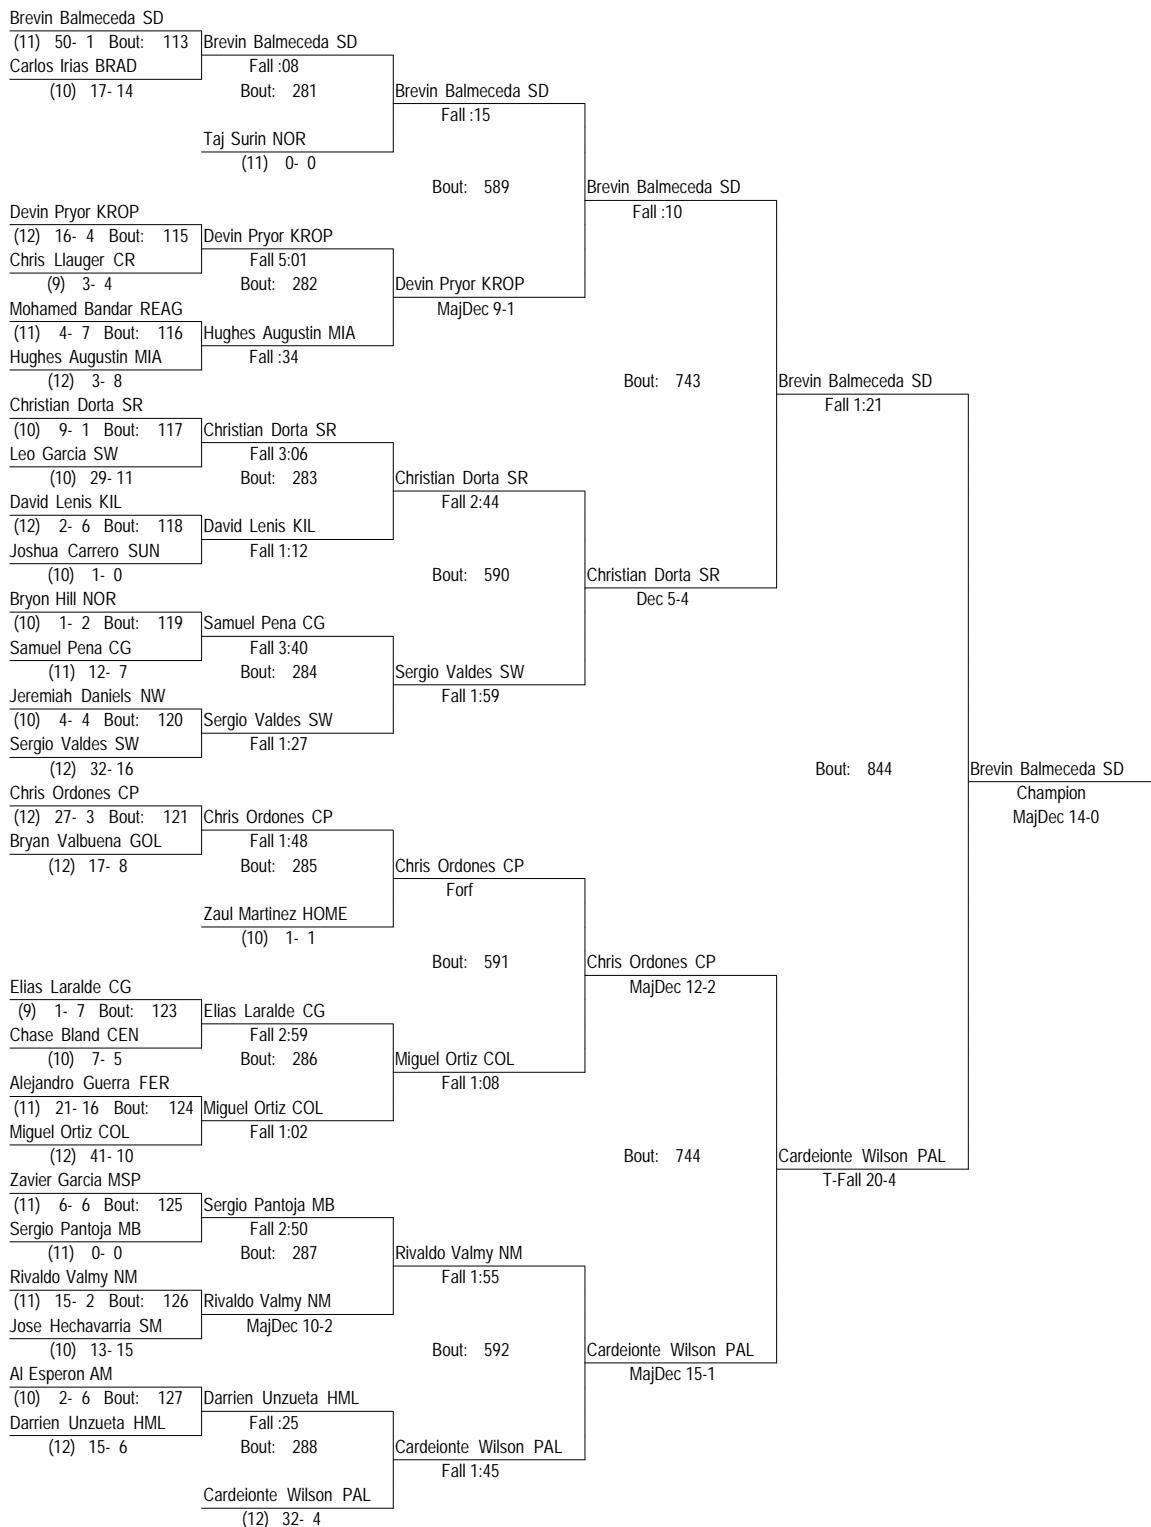 Brevin Balmeceda SD
(11) 50- 1 Bout: 113 Brevin Balmeceda SD
Carlos Irias BRAD Fall :08
(10) 17- 14 Bout: 281 Brevin Balmeceda SD
Fall :15
Taj Surin NOR
(11) 0- 0
Bout: 589 Brevin Balmeceda SD
Devin Pryor KROP Fall :10
(12) 16- 4 Bout: 115 Devin Pryor KROP
Chris Llauger CR Fall 5:01
(9) 3- 4 Bout: 282 Devin Pryor KROP
Mohamed Bandar REAG MajDec 9-1
(11) 4- 7 Bout: 116 Hughes Augustin MIA
Hughes Augustin MIA Fall :34
(12) 3- 8 Bout: 743 Brevin Balmeceda SD
Christian Dorta SR Fall 1:21
(10) 9- 1 Bout: 117 Christian Dorta SR
Leo Garcia SW Fall 3:06
(10) 29- 11 Bout: 283 Christian Dorta SR
David Lenis KIL Fall 2:44
(12) 2- 6 Bout: 118 David Lenis KIL
Joshua Carrero SUN Fall 1:12
(10) 1- 0 Bout: 590 Christian Dorta SR
Bryon Hill NOR Dec 5-4
(10) 1- 2 Bout: 119 Samuel Pena CG
Samuel Pena CG Fall 3:40
(11) 12- 7 Bout: 284 Sergio Valdes SW
Jeremiah Daniels NW Fall 1:59
(10) 4- 4 Bout: 120 Sergio Valdes SW
Sergio Valdes SW Fall 1:27
(12) 32- 16 Bout: 844 Brevin Balmeceda SD
Chris Ordones CP Champion
(12) 27- 3 Bout: 121 Chris Ordones CP MajDec 14-0
Bryan Valbuena GOL Fall 1:48
(12) 17- 8 Bout: 285 Chris Ordones CP
Forf
Zaul Martinez HOME
(10) 1- 1
Bout: 591 Chris Ordones CP
Elias Laralde CG MajDec 12-2
(9) 1- 7 Bout: 123 Elias Laralde CG
Chase Bland CEN Fall 2:59
(10) 7- 5 Bout: 286 Miguel Ortiz COL
Alejandro Guerra FER Fall 1:08
(11) 21- 16 Bout: 124 Miguel Ortiz COL
Miguel Ortiz COL Fall 1:02
(12) 41- 10 Bout: 744 Cardeionte Wilson PAL
Zavier Garcia MSP T-Fall 20-4
(11) 6- 6 Bout: 125 Sergio Pantoja MB
Sergio Pantoja MB Fall 2:50
(11) 0- 0 Bout: 287 Rivaldo Valmy NM
Rivaldo Valmy NM Fall 1:55
(11) 15- 2 Bout: 126 Rivaldo Valmy NM
Jose Hechavarria SM MajDec 10-2
(10) 13- 15 Bout: 592 Cardeionte Wilson PAL
Al Esperon AM MajDec 15-1
(10) 2- 6 Bout: 127 Darrien Unzueta HML
Darrien Unzueta HML Fall :25
(12) 15- 6 Bout: 288 Cardeionte Wilson PAL
Fall 1:45
Cardeionte Wilson PAL
(12) 32- 4